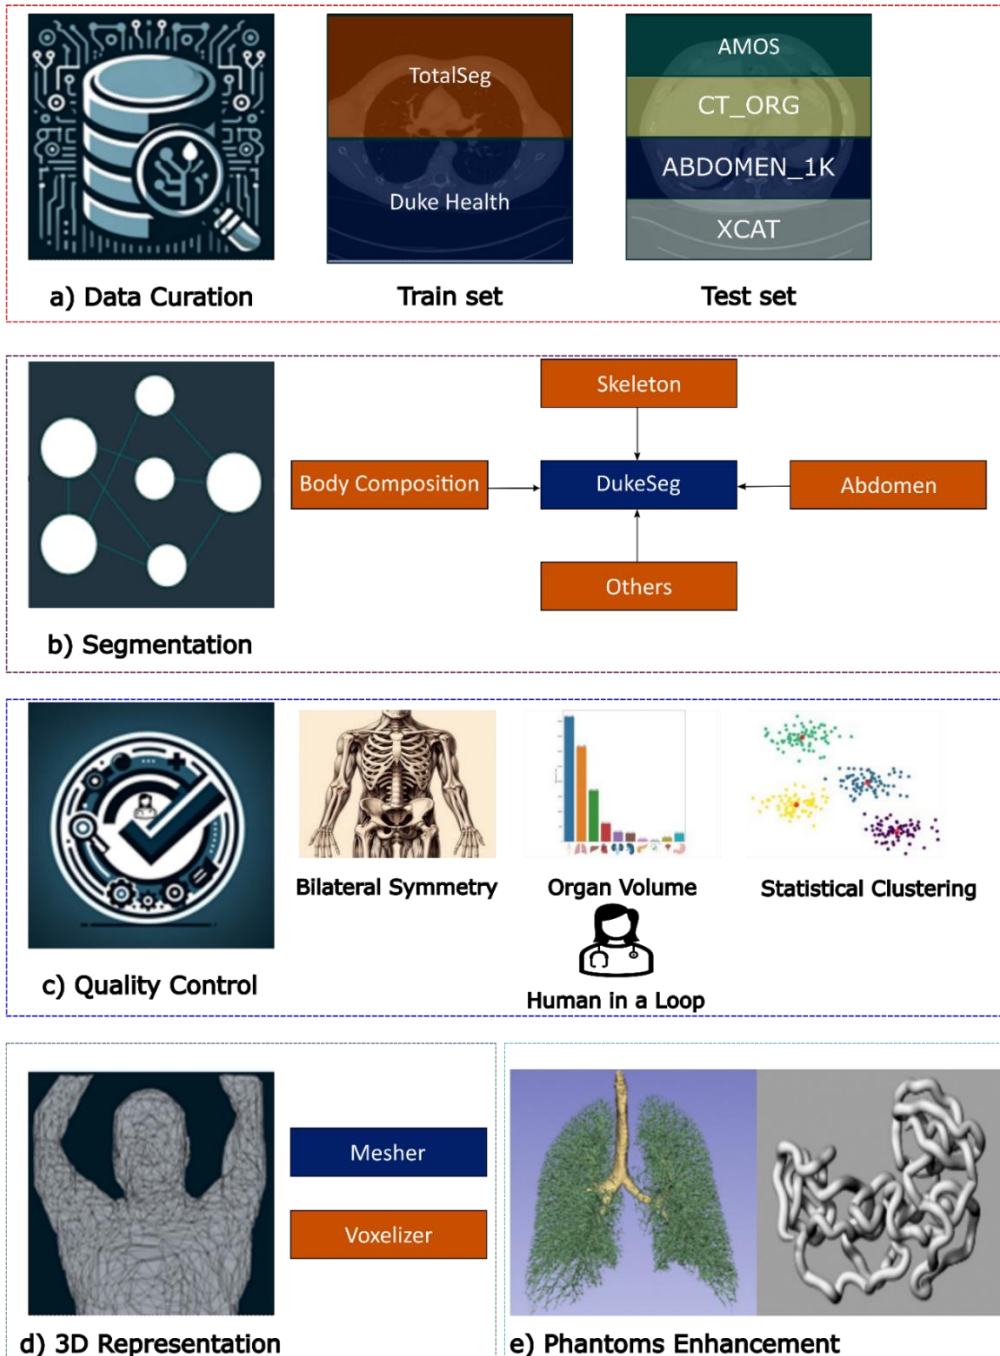 TotalSeg
Duke Health
AMOS
CT_ORG
ABDOMEN_1K
XCAT
a) Data Curation
Train set
Test set
Skeleton
Body Composition
DukeSeg
Abdomen
Others
b) Segmentation
Bilateral Symmetry
Organ Volume
Statistical Clustering
Human in a Loop
c) Quality Control
Mesher
Voxelizer
d) 3D Representation
e) Phantoms Enhancement